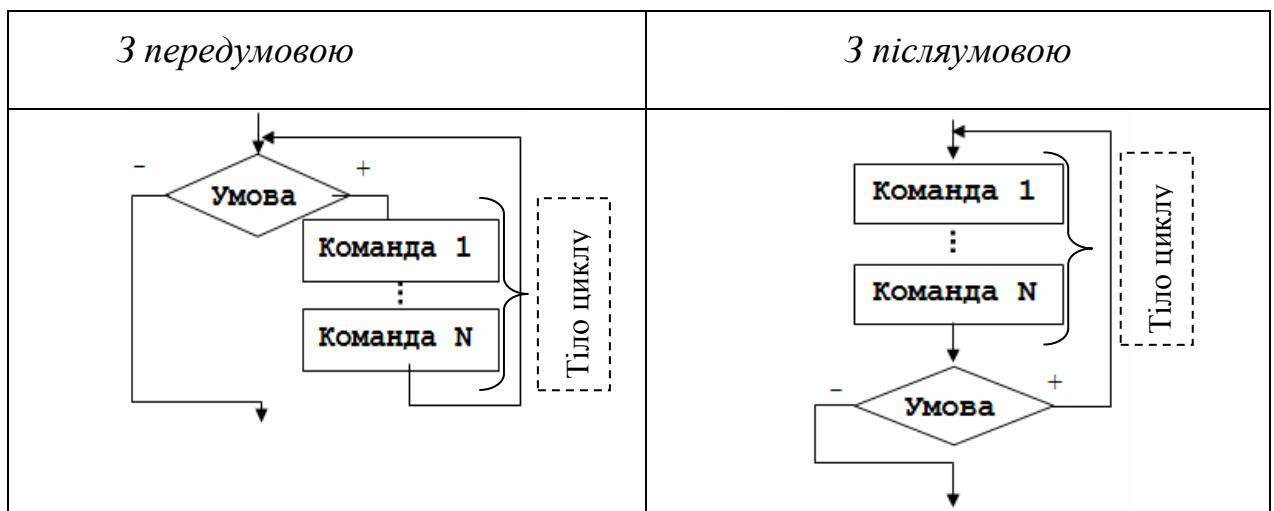 З передумовою
З післяумовою
-
+
Умова
Команда 1
Команда N
Тіло циклу
Команда 1
Команда N
Тіло циклу
-
+
Умова